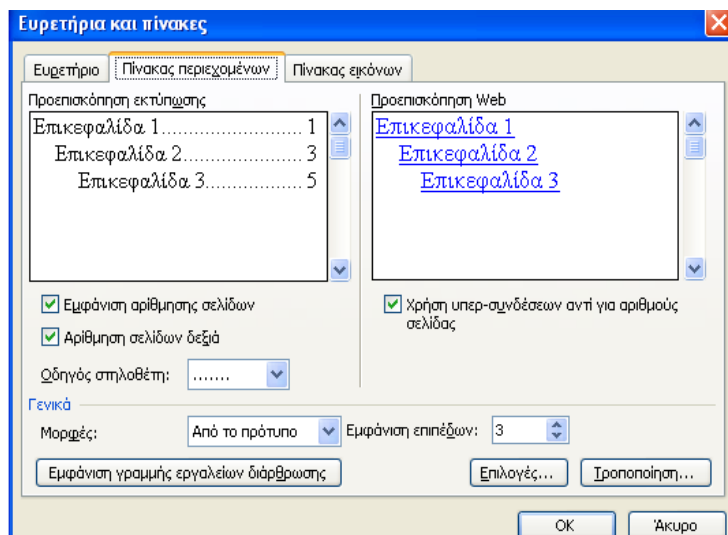 Ευρετήρια και πίνακες
Ευρετήριο Πίνακας περιεχομένων Πίνακας εικόνων
Προεπισκόπηση εκτύπωσης Προεπισκόπηση Web
Επικεφαλίδα 1........................ 1
Επικεφαλίδα 2................... 3
Επικεφαλίδα 3............... 5
Επικεφαλίδα 1
Επικεφαλίδα 2
Επικεφαλίδα 3
Εμφάνιση αρίθμησης σελίδων
Αρίθμηση σελίδων δεξιά
Χρήση υπερ-συνδέσεων αντί για αριθμούς
σελίδας
Οδηγός στηλοθέτη: .......
Γενικά
Μορφές: Από το πρότυπο Εμφάνιση επιπέδων: 3
Εμφάνιση γραμμής εργαλείων διάρθρωσης Επιλογές... Τροποποίηση...
OK Άκυρο